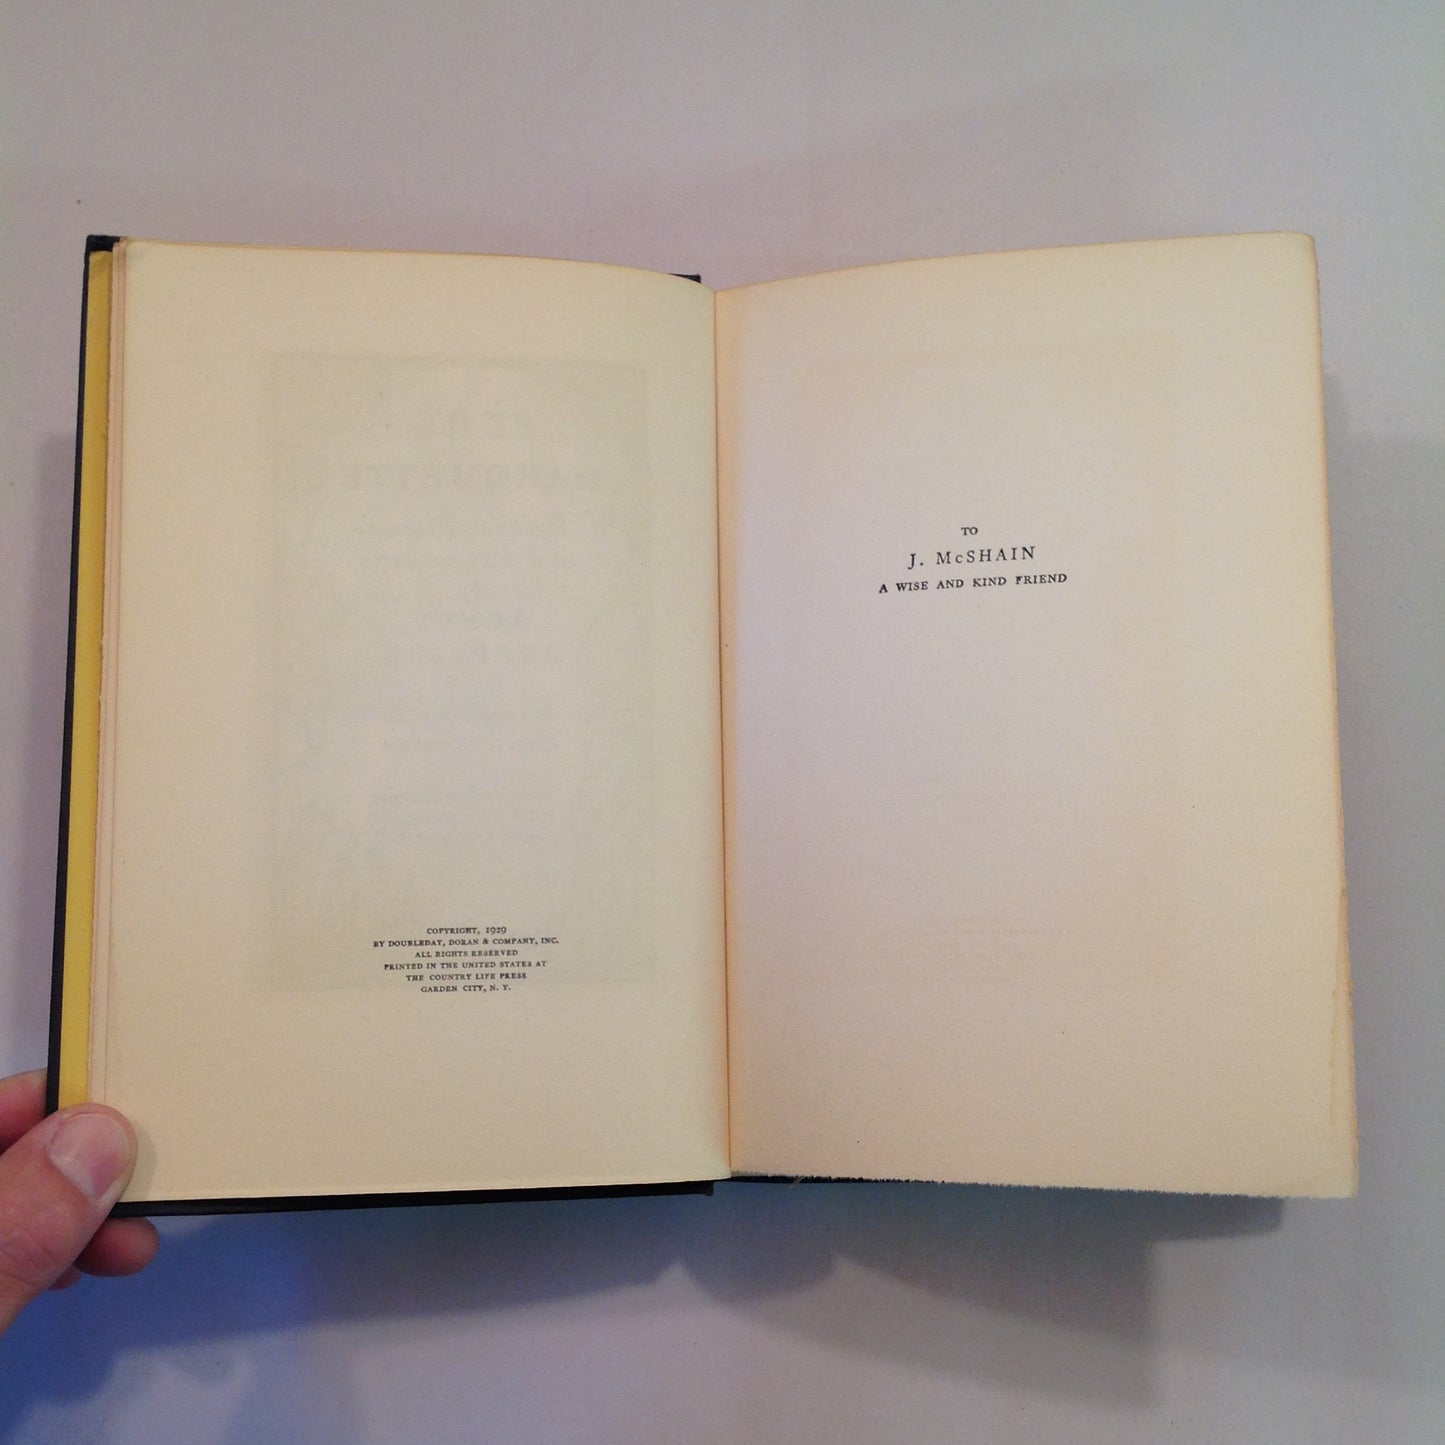 COPYRIGHT, 1929
BY DOUBLEDAY, DORAN & COMPANY, INC.
ALL RIGHTS RESERVED
PRINTED IN THE UNITED STATES AT
THE COUNTRY LIFE PRESS
GARDEN CITY, N. Y.
TO
J. McSHAIN
A WISE AND KIND FRIEND